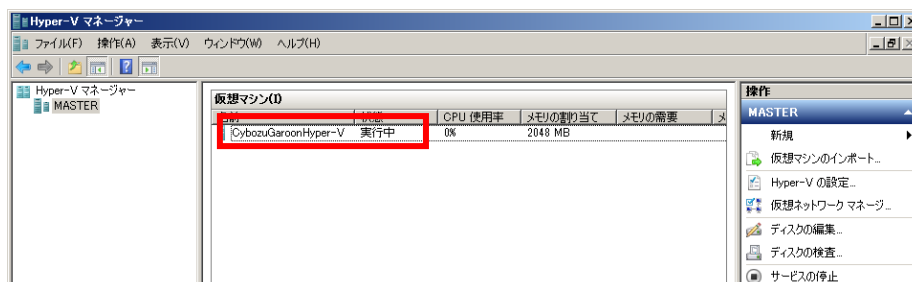 Hyper-V マネージャー
ファイル(F) 操作(A) 表示(V) ウィンドウ(W) ヘルプ(H)
Hyper-V マネージャー
MASTER
仮想マシン(I)
名前 状態 CPU 使用率 メモリの割り当て メモリの需要 メ
CybozuGaroonHyper-V 実行中 0% 2048 MB
操作
MASTER
新規
仮想マシンのインポート...
Hyper-V の設定...
仮想ネットワーク マネージ...
ディスクの編集...
ディスクの検査...
サービスの停止